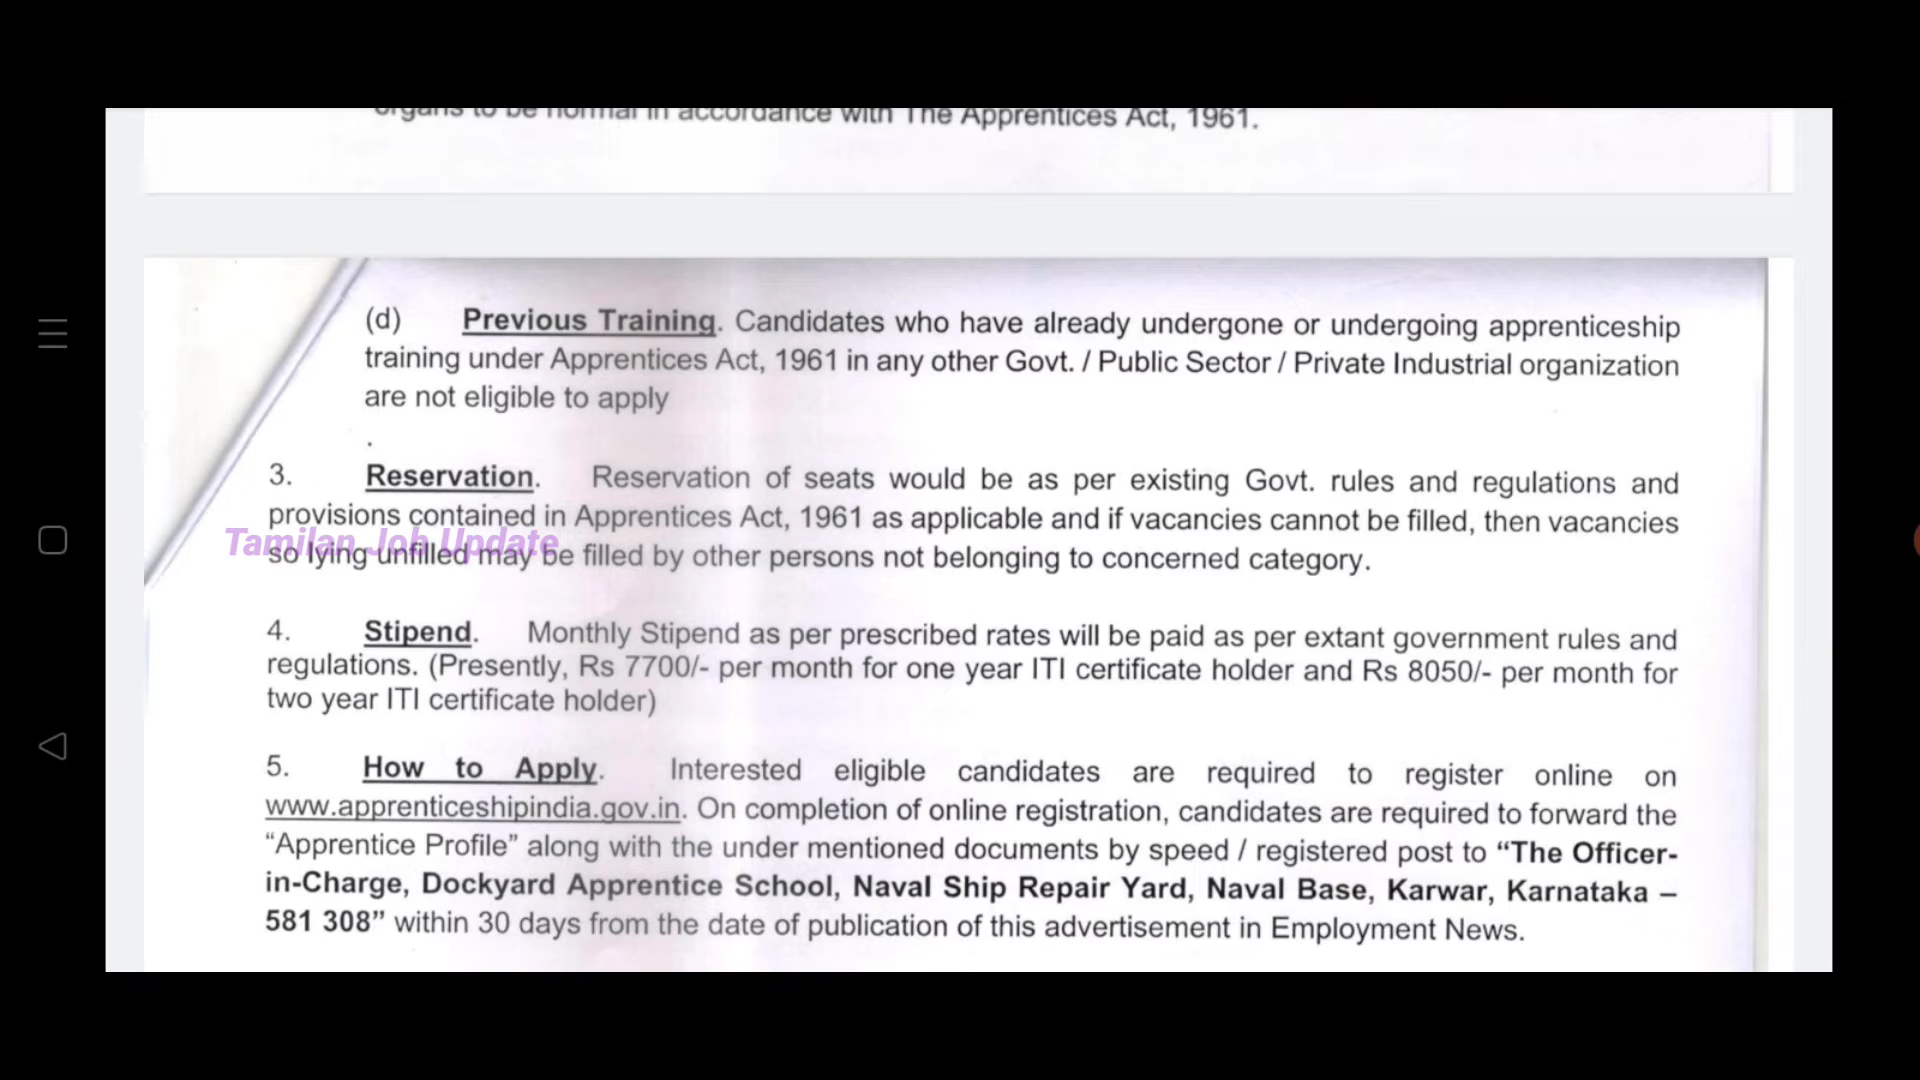 organs to be normal in accordance with The Apprentices Act, 1961.
(d) Previous Training. Candidates who have already undergone or undergoing apprenticeship
training under Apprentices Act, 1961 in any other Govt. / Public Sector / Private Industrial organization
are not eligible to apply
.
3. Reservation. Reservation of seats would be as per existing Govt. rules and regulations and
provisions contained in Apprentices Act, 1961 as applicable and if vacancies cannot be filled, then vacancies
Tamilan Job Update
so lying unfilled may be filled by other persons not belonging to concerned category.
4. Stipend. Monthly Stipend as per prescribed rates will be paid as per extant government rules and
regulations. (Presently, Rs 7700/- per month for one year ITI certificate holder and Rs 8050/- per month for
two year ITI certificate holder)
5. How to Apply. Interested eligible candidates are required to register online on
www.apprenticeshipindia.gov.in. On completion of online registration, candidates are required to forward the
“Apprentice Profile” along with the under mentioned documents by speed / registered post to “The Officer-
in-Charge, Dockyard Apprentice School, Naval Ship Repair Yard, Naval Base, Karwar, Karnataka –
581 308” within 30 days from the date of publication of this advertisement in Employment News.